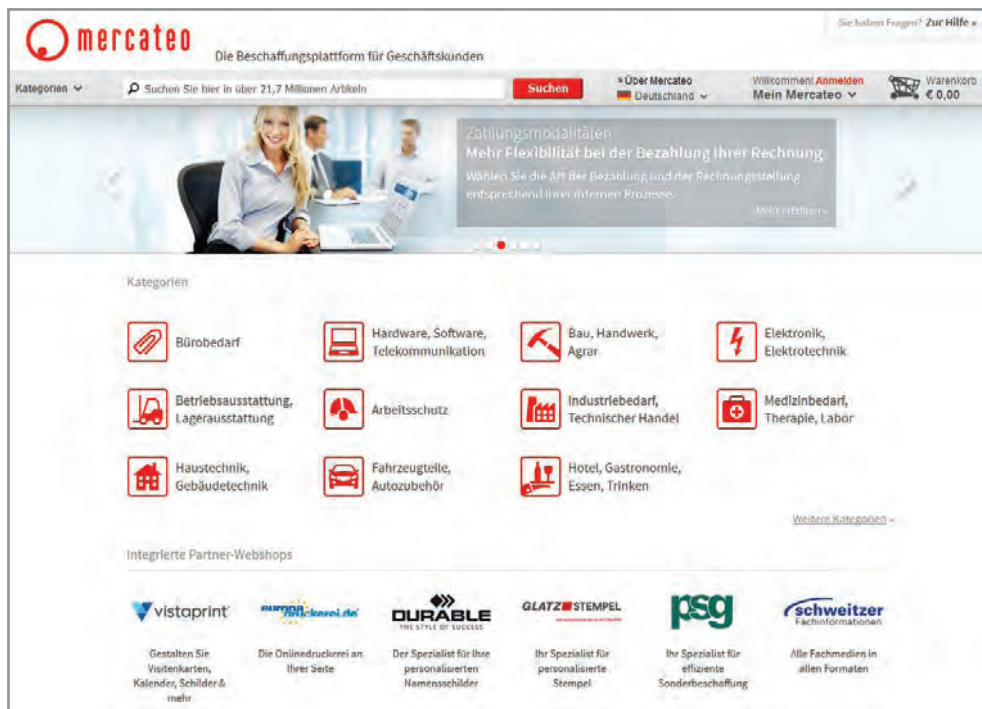 Sie haben Fragen? Zur Hilfe »
mercateo
Die Beschaffungsplattform für Geschäftskunden
Kategorien
Suchen Sie hier in über 21,7 Millionen Artikeln
Suchen
» Über Mercateo
Deutschland
Willkommen! Anmelden
Mein Mercateo
Warenkorb
€ 0,00
Zahlungsmodalitäten
Mehr Flexibilität bei der Bezahlung Ihrer Rechnung
Wählen Sie die Art der Bezahlung und der Rechnungsstellung
entsprechend Ihrer internen Prozesse.
Mehr erfahren »
Kategorien
Bürobedarf
Hardware, Software,
Telekommunikation
Bau, Handwerk,
Agrar
Elektronik,
Elektrotechnik
Betriebsausstattung,
Lagerausstattung
Arbeitsschutz
Industriebedarf,
Technischer Handel
Medizinbedarf,
Therapie, Labor
Haustechnik,
Gebäudetechnik
Fahrzeugteile,
Autozubehör
Hotel, Gastronomie,
Essen, Trinken
Weitere Kategorien »
Integrierte Partner-Webshops
vistaprint
europadruckerei.de
DURABLE
THE STYLE OF SUCCESS
GLATZ STEMPEL
psg
schweitzer
Fachinformationen
Gestalten Sie
Visitenkarten,
Kalender, Schilder &
mehr
Die Onlinedruckerei an
Ihrer Seite
Der Spezialist für Ihre
personalisierten
Namensschilder
Ihr Spezialist für
personalisierte
Stempel
Ihr Spezialist für
effiziente
Sonderbeschaffung
Alle Fachmedien in
allen Formaten